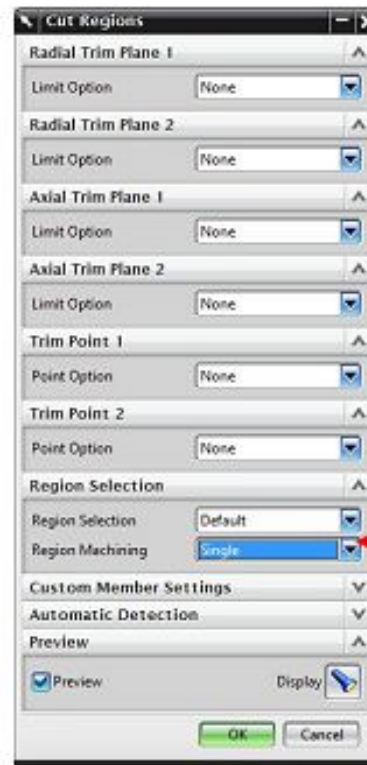 Cut Regions
Radial Trim Plane 1
Limit Option None
Radial Trim Plane 2
Limit Option None
Axial Trim Plane 1
Limit Option None
Axial Trim Plane 2
Limit Option None
Trim Point 1
Point Option None
Trim Point 2
Point Option None
Region Selection
Region Selection Default
Region Machining Single
Custom Member Settings
Automatic Detection
Preview
Preview Display
OK Cancel